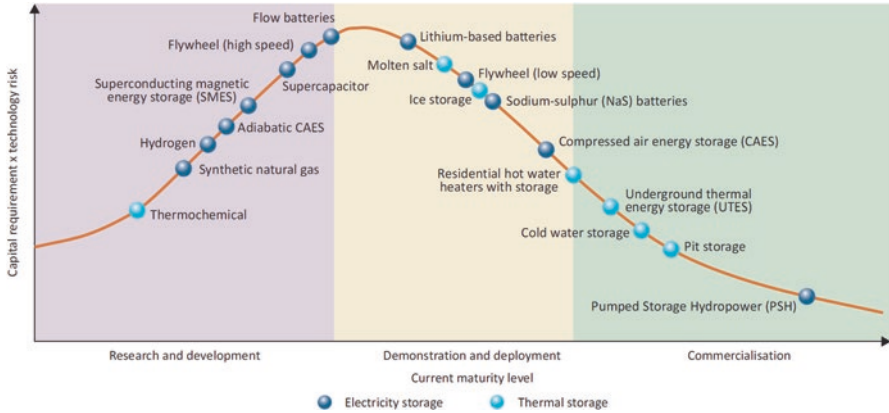 Capital requirement x technology risk
Flow batteries
Flywheel (high speed)
Supercapacitor
Superconducting magnetic
energy storage (SMES)
Adiabatic CAES
Hydrogen
Synthetic natural gas
Thermochemical
Lithium-based batteries
Molten salt
Flywheel (low speed)
Ice storage
Sodium-sulphur (NaS) batteries
Compressed air energy storage (CAES)
Residential hot water
heaters with storage
Underground thermal
energy storage (UTES)
Cold water storage
Pit storage
Pumped Storage Hydropower (PSH)
Research and development
Demonstration and deployment
Commercialisation
Current maturity level
Electricity storage
Thermal storage